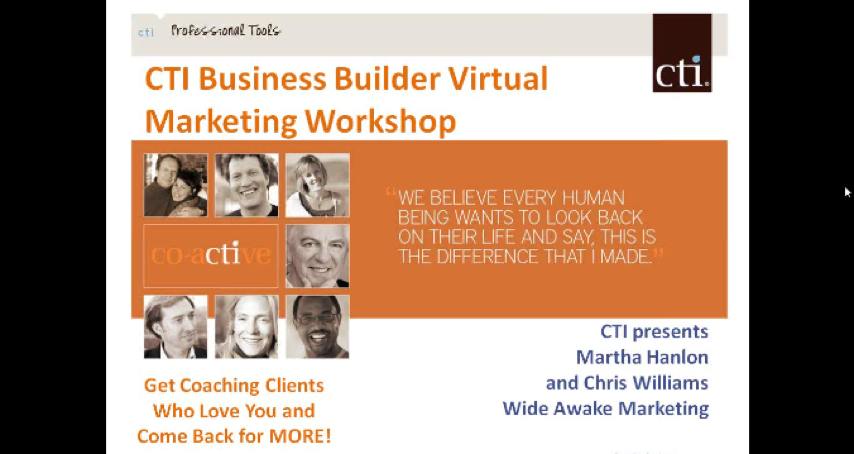 cti Professional Tools
cti
CTI Business Builder Virtual
Marketing Workshop
co-active
“WE BELIEVE EVERY HUMAN
BEING WANTS TO LOOK BACK
ON THEIR LIFE AND SAY, THIS IS
THE DIFFERENCE THAT I MADE.”
CTI presents
Martha Hanlon
and Chris Williams
Wide Awake Marketing
Get Coaching Clients
Who Love You and
Come Back for MORE!